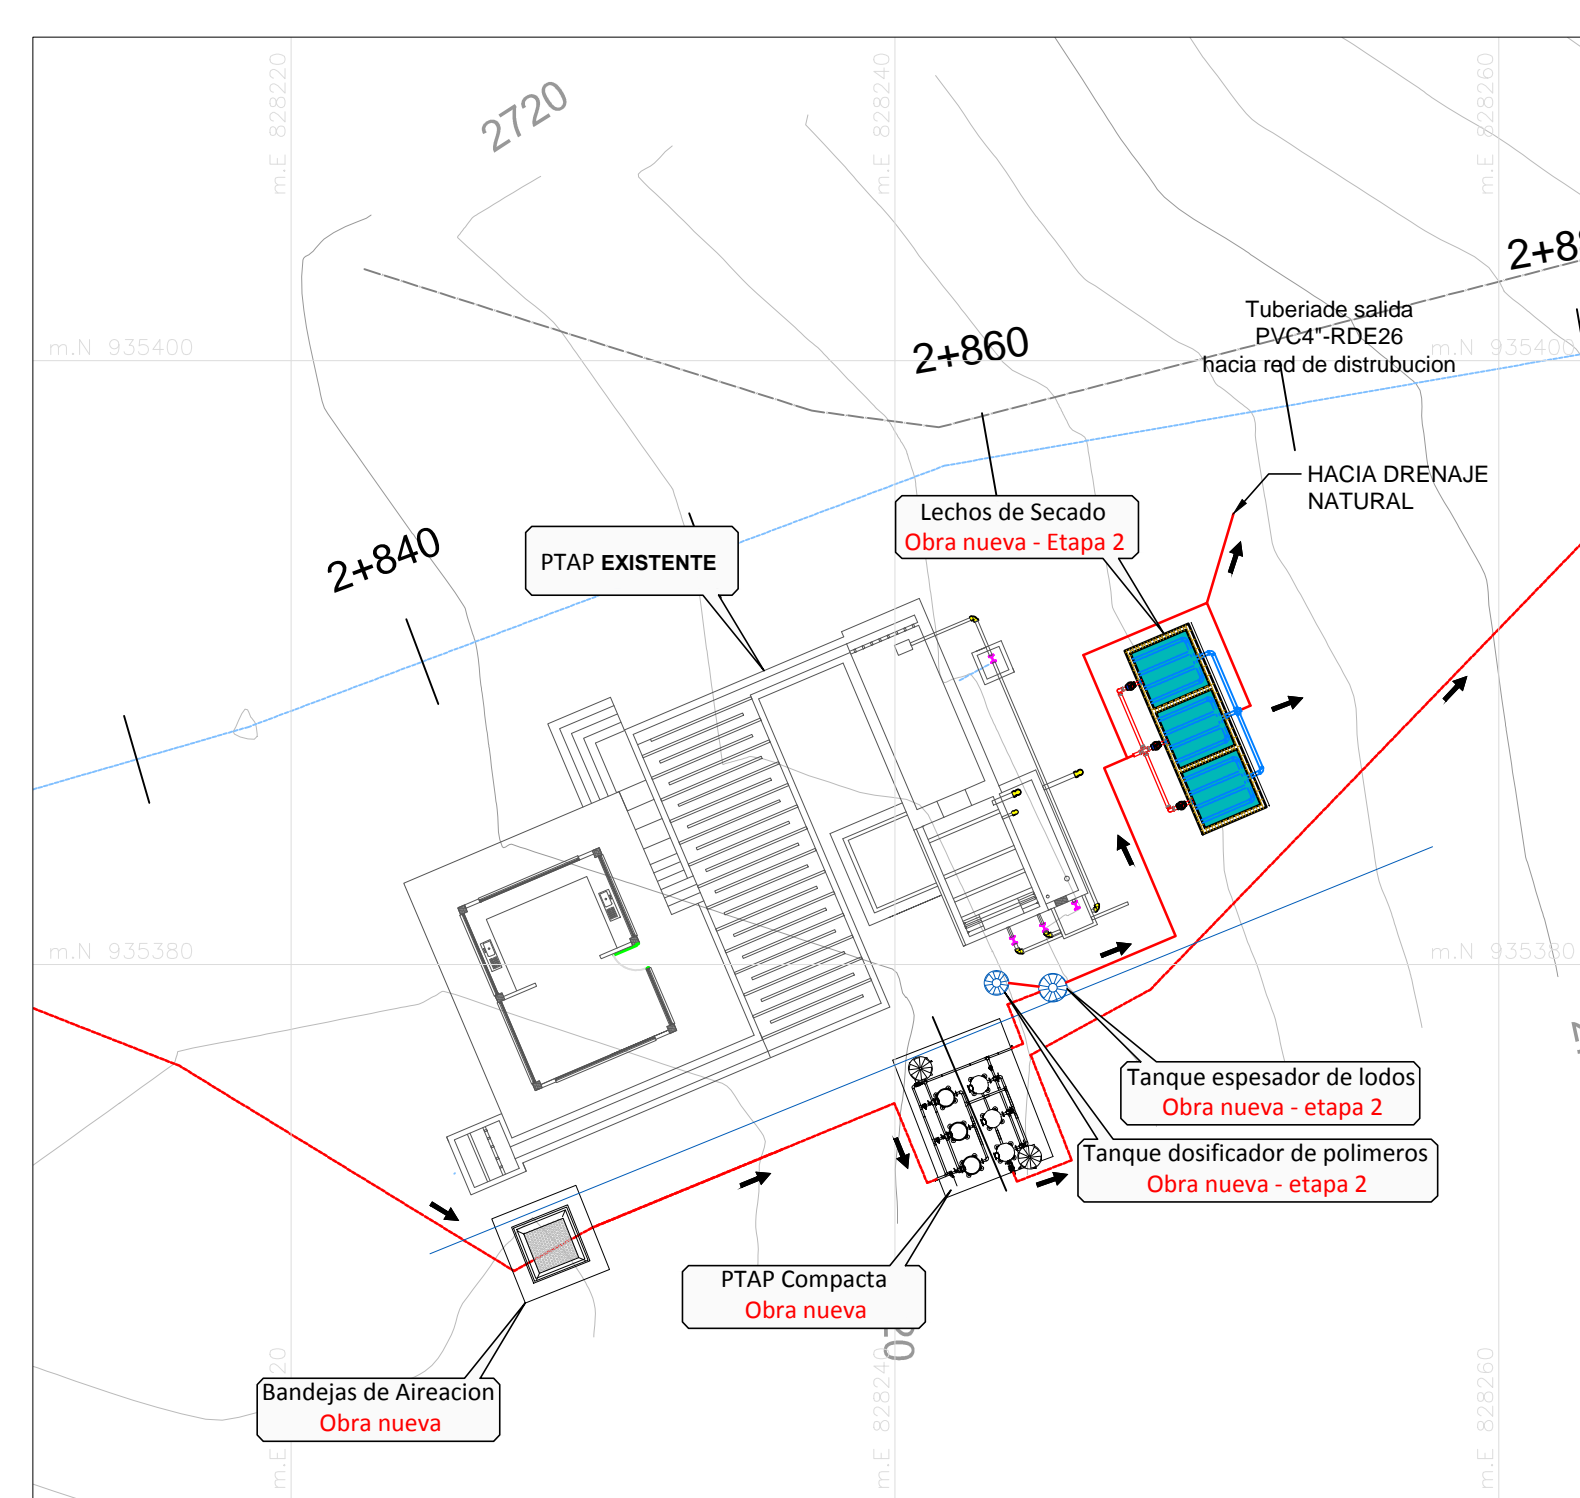 m.E 828220
m.E 828240
m.E 828260
2720
2+8
Tuberiade salida
PVC4"-RDE26
hacia red de distrubucion
m.N 935400
m.N 935400
2+860
HACIA DRENAJE
NATURAL
Lechos de Secado
Obra nueva - Etapa 2
PTAP EXISTENTE
2+840
m.N 935380
m.N 935380
Tanque espesador de lodos
Obra nueva - etapa 2
Tanque dosificador de polimeros
Obra nueva - etapa 2
PTAP Compacta
Obra nueva
20
Bandejas de Aireacion
Obra nueva
m.E 828240
m.E 828260